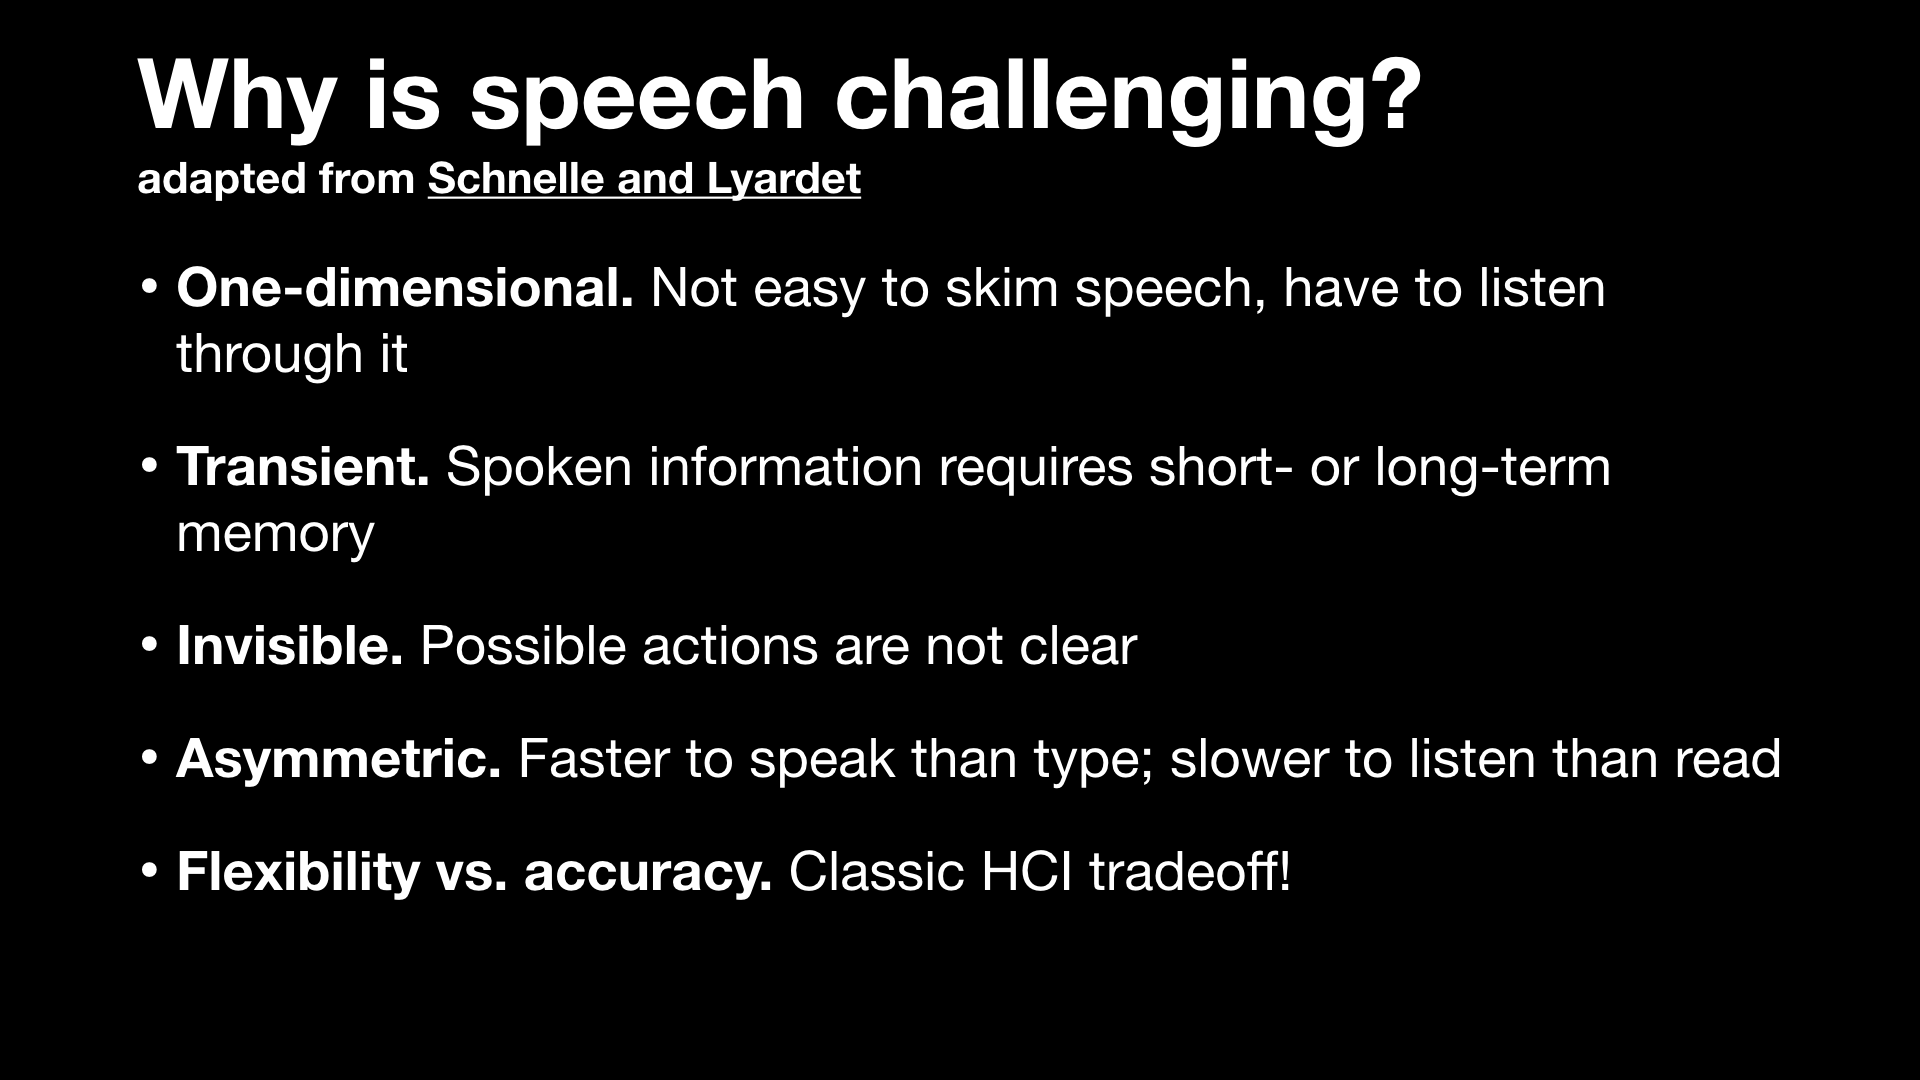 Why is speech challenging?
adapted from Schnelle and Lyardet
• One-dimensional. Not easy to skim speech, have to listen
through it
• Transient. Spoken information requires short- or long-term
memory
• Invisible. Possible actions are not clear
• Asymmetric. Faster to speak than type; slower to listen than read
• Flexibility vs. accuracy. Classic HCI tradeoff!